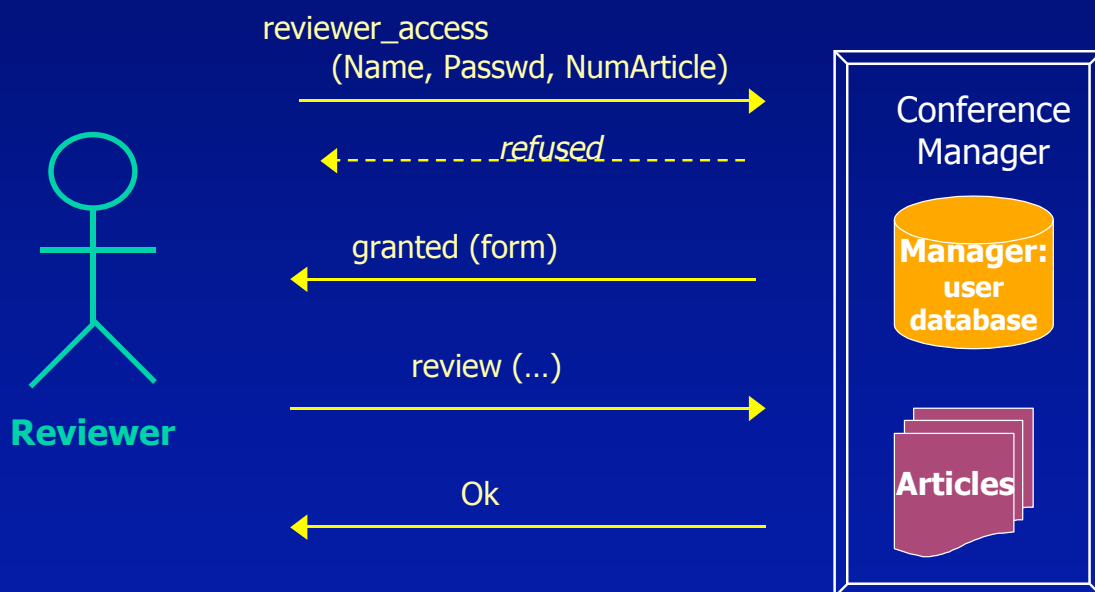 reviewer_access
(Name, Passwd, NumArticle)
refused
granted (form)
review (…)
Ok
Reviewer
Conference
Manager
Manager:
user
database
Articles